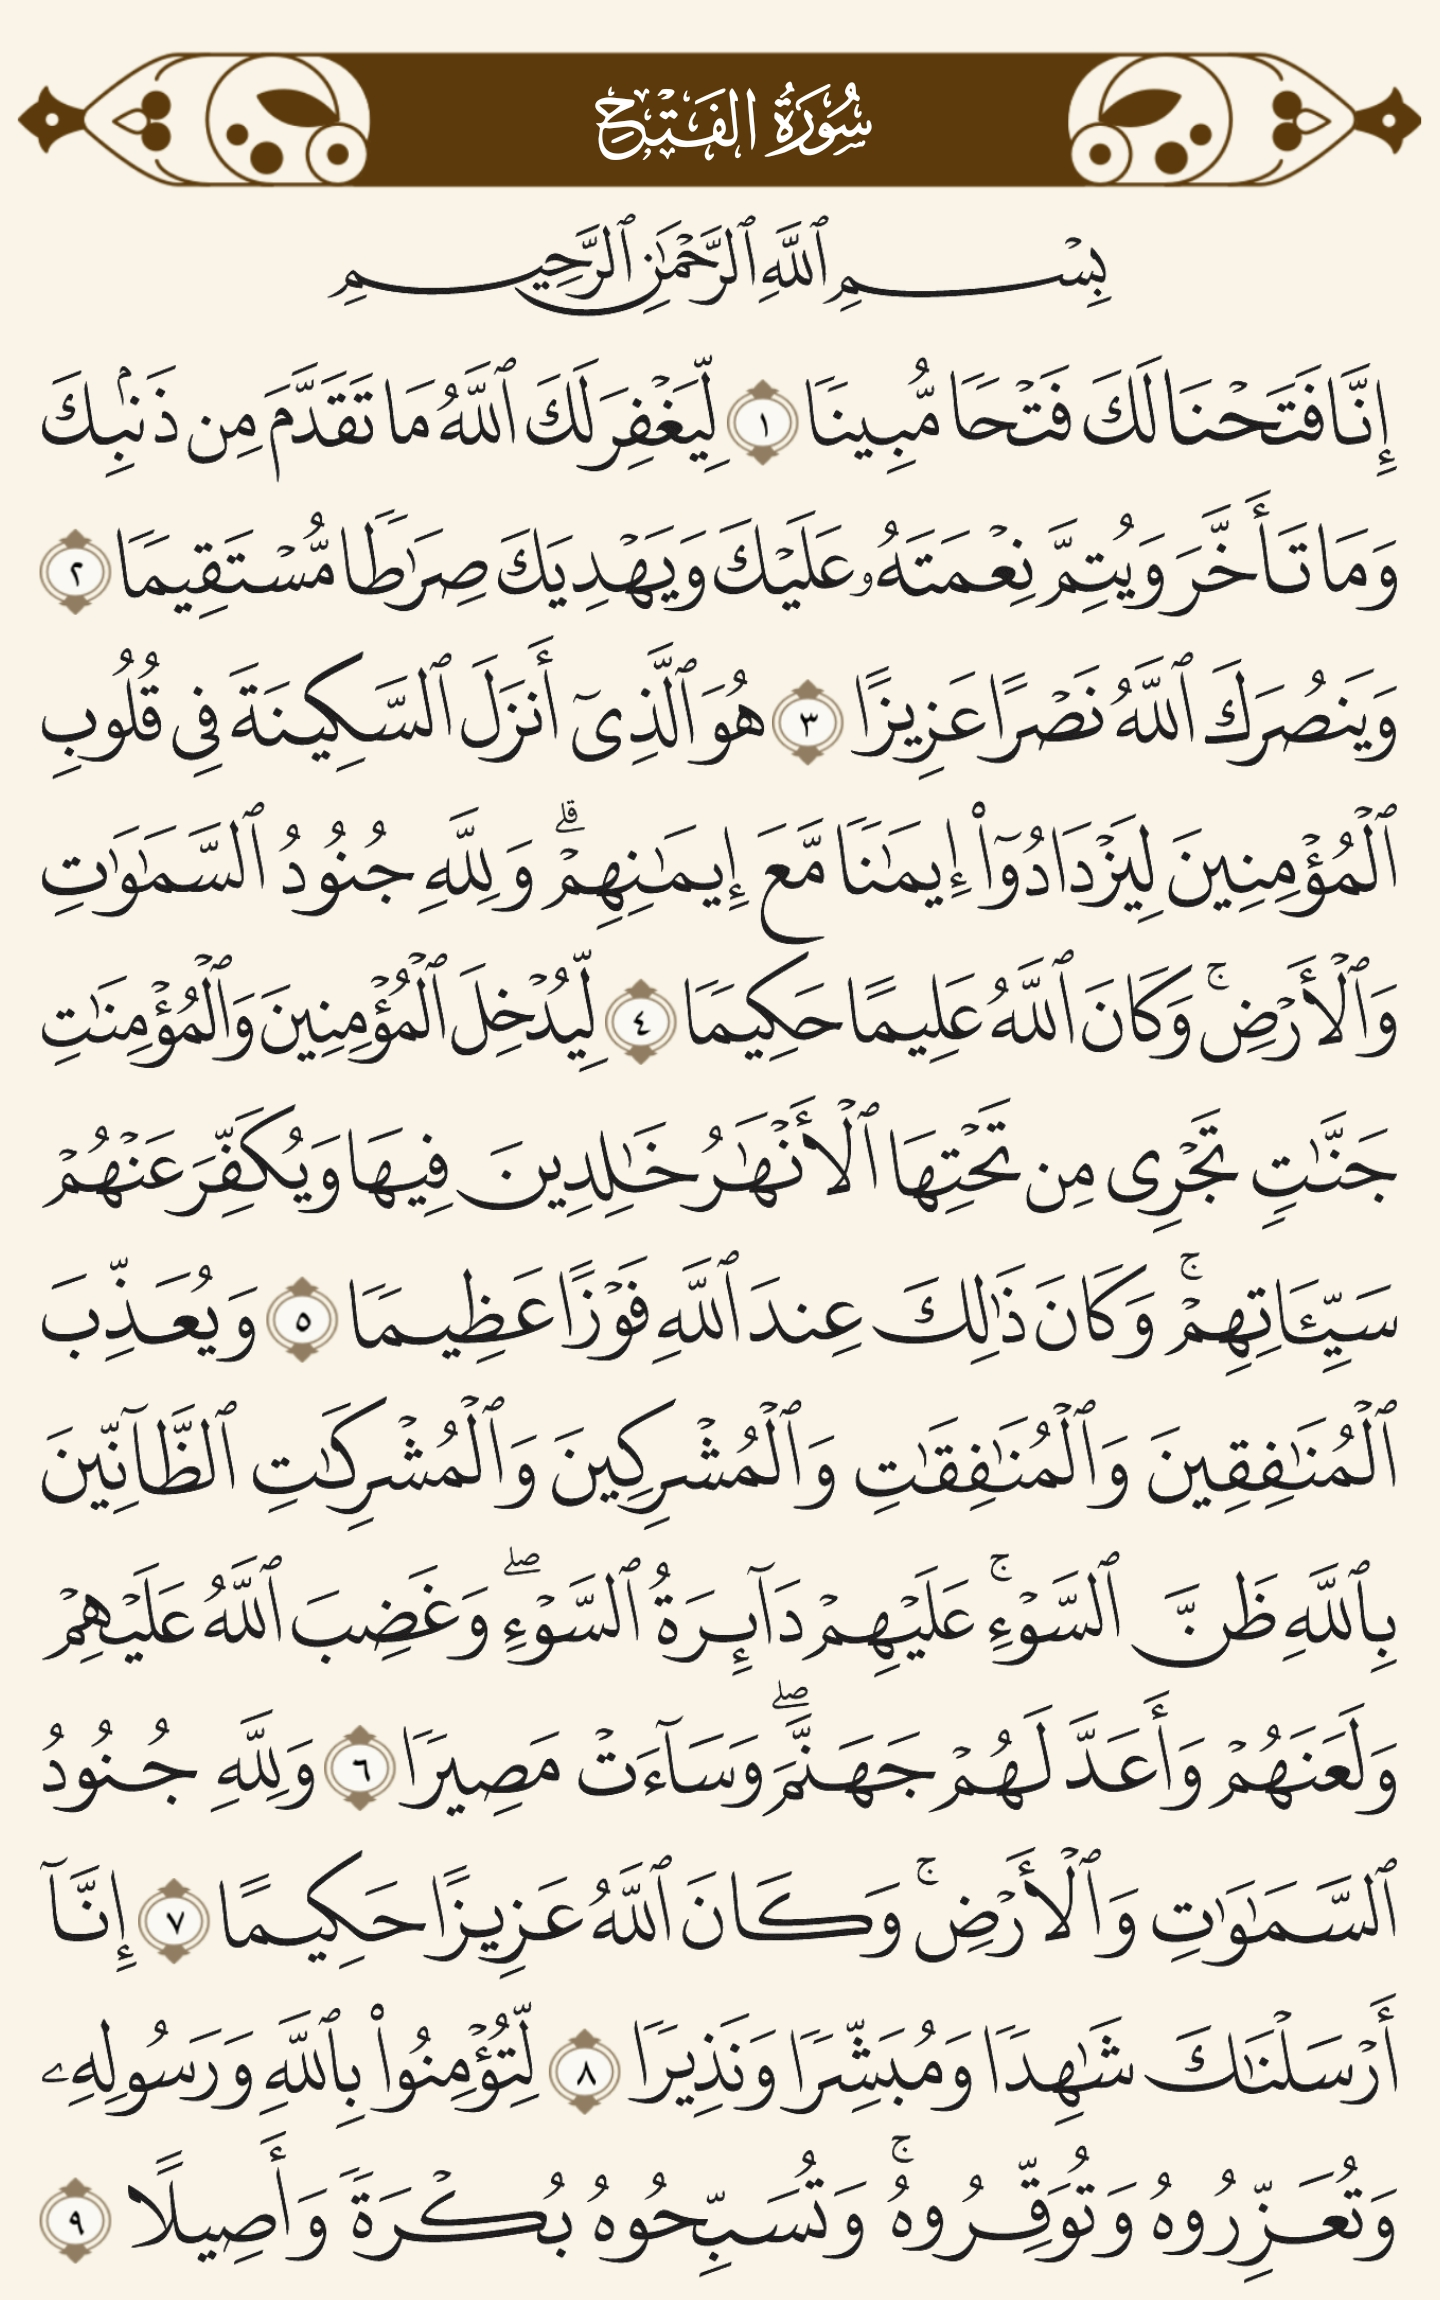 سُورَةُ الفَتۡحِ
بِسۡمِ ٱللَّهِ ٱلرَّحۡمَٰنِ ٱلرَّحِيمِ
إِنَّا فَتَحۡنَا لَكَ فَتۡحٗا مُّبِينٗا ١ لِّيَغۡفِرَ لَكَ ٱللَّهُ مَا تَقَدَّمَ مِن ذَنۢبِكَ
وَمَا تَأَخَّرَ وَيُتِمَّ نِعۡمَتَهُۥ عَلَيۡكَ وَيَهۡدِيَكَ صِرَٰطٗا مُّسۡتَقِيمٗا ٢
وَيَنصُرَكَ ٱللَّهُ نَصۡرًا عَزِيزًا ٣ هُوَ ٱلَّذِيٓ أَنزَلَ ٱلسَّكِينَةَ فِي قُلُوبِ
ٱلۡمُؤۡمِنِينَ لِيَزۡدَادُوٓاْ إِيمَٰنٗا مَّعَ إِيمَٰنِهِمۡۗ وَلِلَّهِ جُنُودُ ٱلسَّمَٰوَٰتِ
وَٱلۡأَرۡضِۚ وَكَانَ ٱللَّهُ عَلِيمًا حَكِيمٗا ٤ لِّيُدۡخِلَ ٱلۡمُؤۡمِنِينَ وَٱلۡمُؤۡمِنَٰتِ
جَنَّٰتٖ تَجۡرِي مِن تَحۡتِهَا ٱلۡأَنۡهَٰرُ خَٰلِدِينَ فِيهَا وَيُكَفِّرَ عَنۡهُمۡ
سَيِّـَٔاتِهِمۡۚ وَكَانَ ذَٰلِكَ عِندَ ٱللَّهِ فَوۡزًا عَظِيمٗا ٥ وَيُعَذِّبَ
ٱلۡمُنَٰفِقِينَ وَٱلۡمُنَٰفِقَٰتِ وَٱلۡمُشۡرِكِينَ وَٱلۡمُشۡرِكَٰتِ ٱلظَّآنِّينَ
بِٱللَّهِ ظَنَّ ٱلسَّوۡءِۚ عَلَيۡهِمۡ دَآئِرَةُ ٱلسَّوۡءِۖ وَغَضِبَ ٱللَّهُ عَلَيۡهِمۡ
وَلَعَنَهُمۡ وَأَعَدَّ لَهُمۡ جَهَنَّمَۖ وَسَآءَتۡ مَصِيرٗا ٦ وَلِلَّهِ جُنُودُ
ٱلسَّمَٰوَٰتِ وَٱلۡأَرۡضِۚ وَكَانَ ٱللَّهُ عَزِيزًا حَكِيمًا ٧ إِنَّآ
أَرۡسَلۡنَٰكَ شَٰهِدٗا وَمُبَشِّرٗا وَنَذِيرٗا ٨ لِّتُؤۡمِنُواْ بِٱللَّهِ وَرَسُولِهِۦ
وَتُعَزِّرُوهُ وَتُوَقِّرُوهُۚ وَتُسَبِّحُوهُ بُكۡرَةٗ وَأَصِيلًا ٩